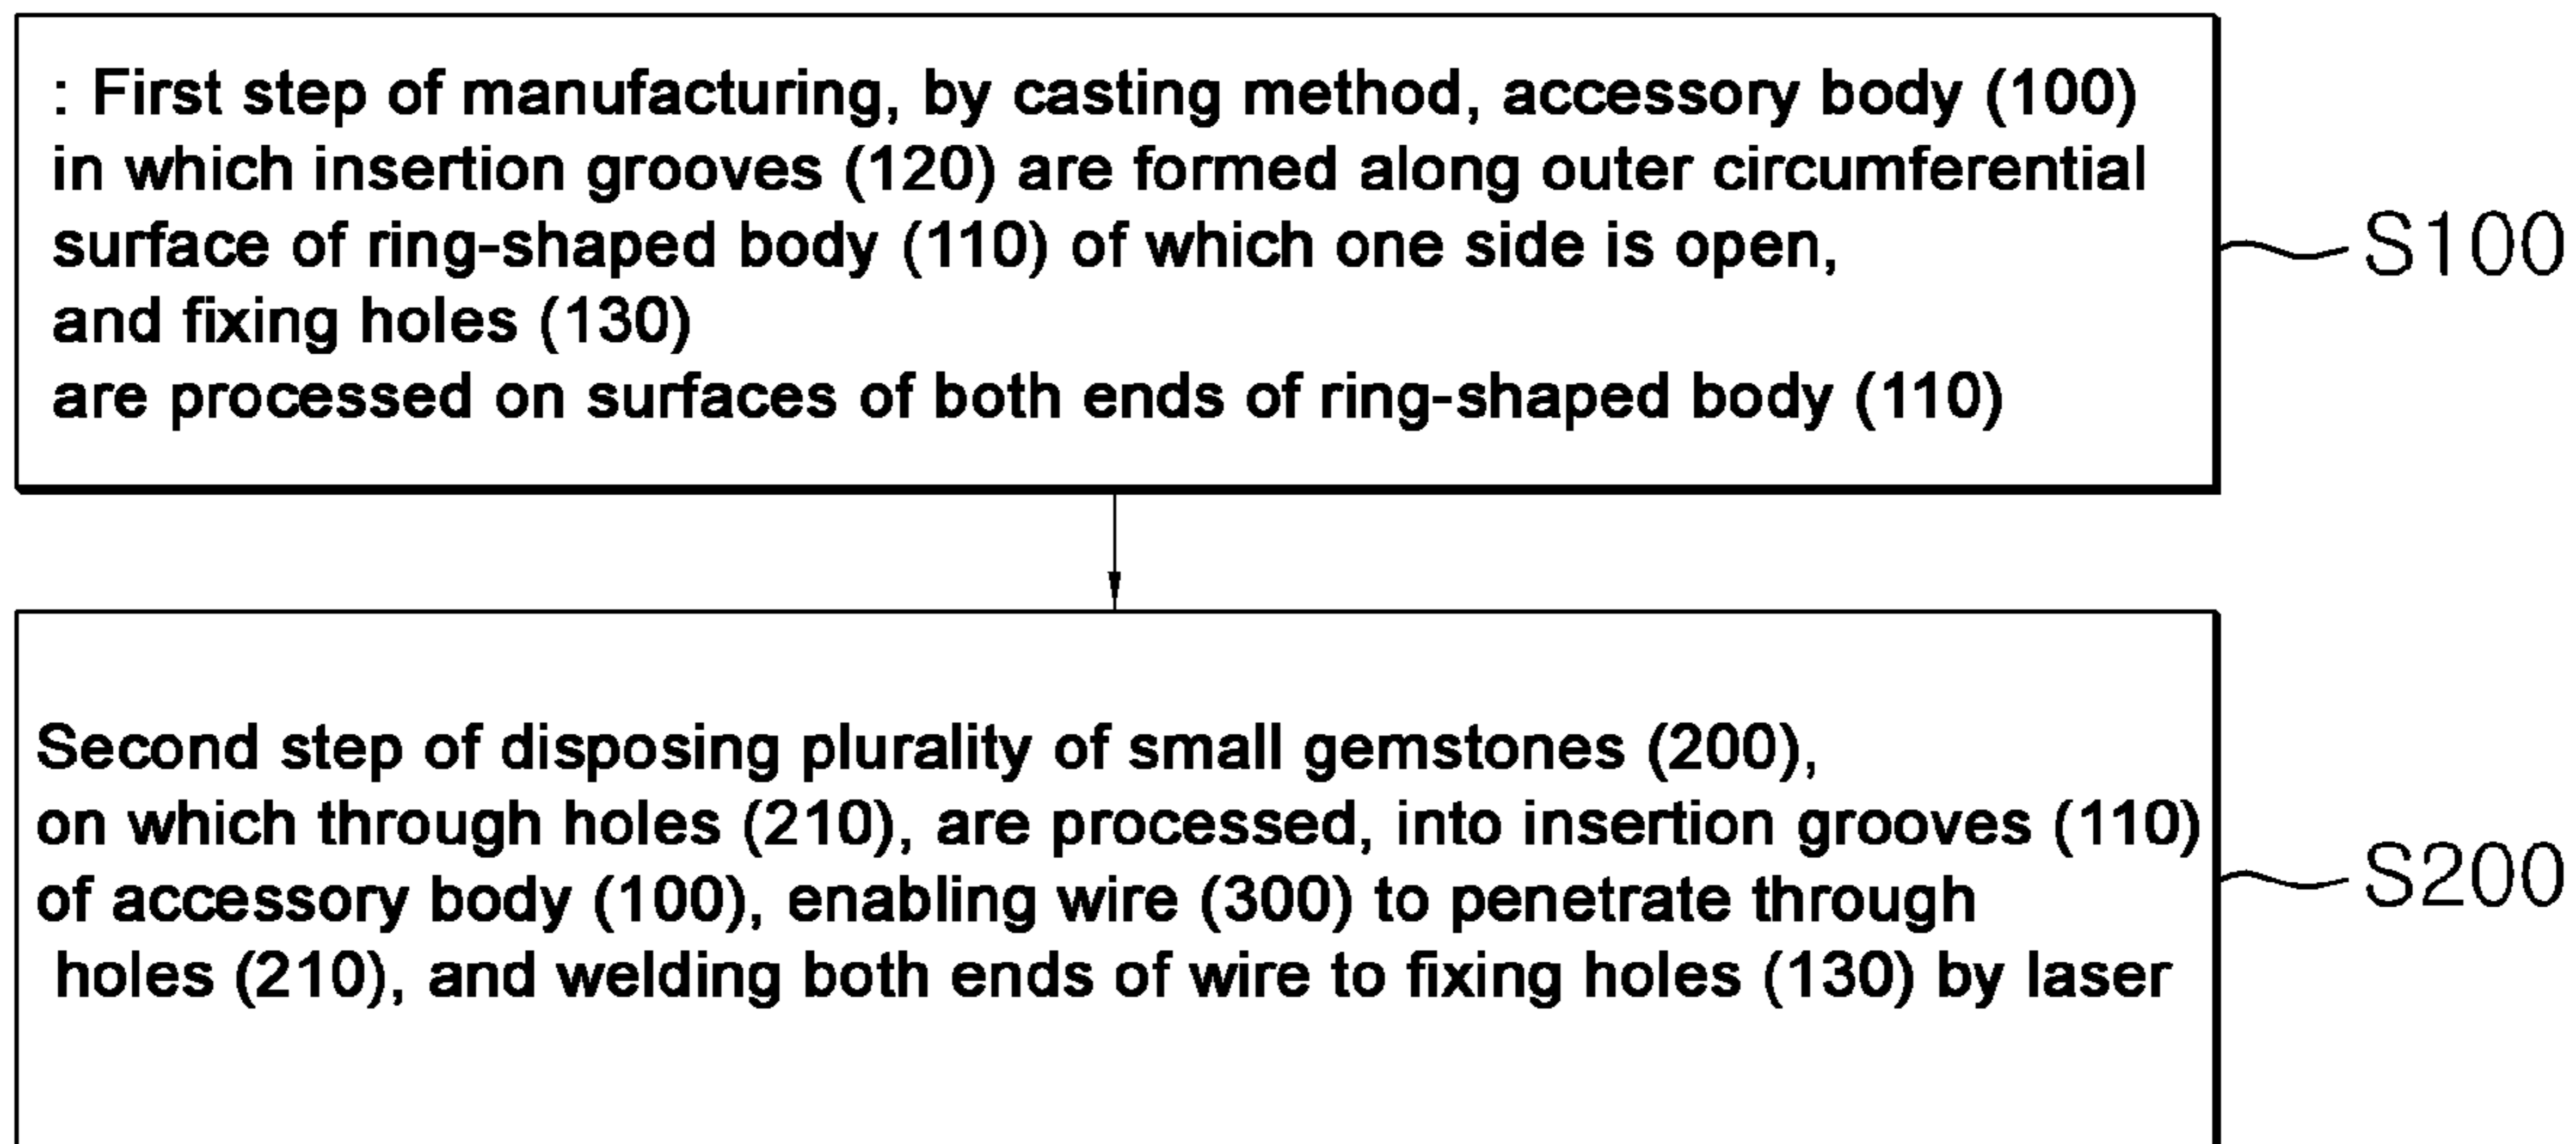 : First step of manufacturing, by casting method, accessory body (100)
in which insertion grooves (120) are formed along outer circumferential
surface of ring-shaped body (110) of which one side is open,
and fixing holes (130)
are processed on surfaces of both ends of ring-shaped body (110)
S100
Second step of disposing plurality of small gemstones (200),
on which through holes (210), are processed, into insertion grooves (110)
of accessory body (100), enabling wire (300) to penetrate through
holes (210), and welding both ends of wire to fixing holes (130) by laser
S200